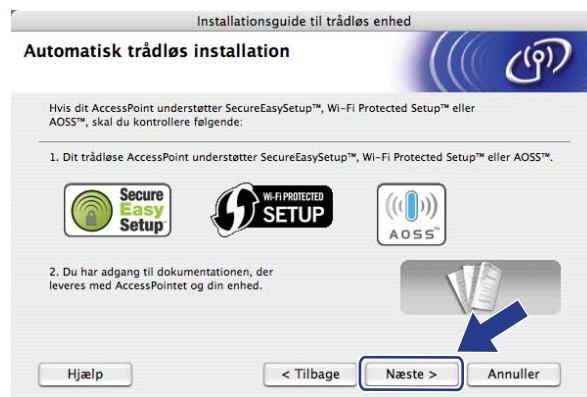 Installationsguide til trådløs enhed
Automatisk trådløs installation
Hvis dit AccessPoint understøtter SecureEasySetup™, Wi-Fi Protected Setup™ eller
AOSS™, skal du kontrollere følgende:
1. Dit trådløse AccessPoint understøtter SecureEasySetup™, Wi-Fi Protected Setup™ eller AOSS™.
Secure
Easy
Setup
WI-FI PROTECTED
SETUP
AOSS™
2. Du har adgang til dokumentationen, der
leveres med AccessPointet og din enhed.
Hjælp
< Tilbage
Næste >
Annuller